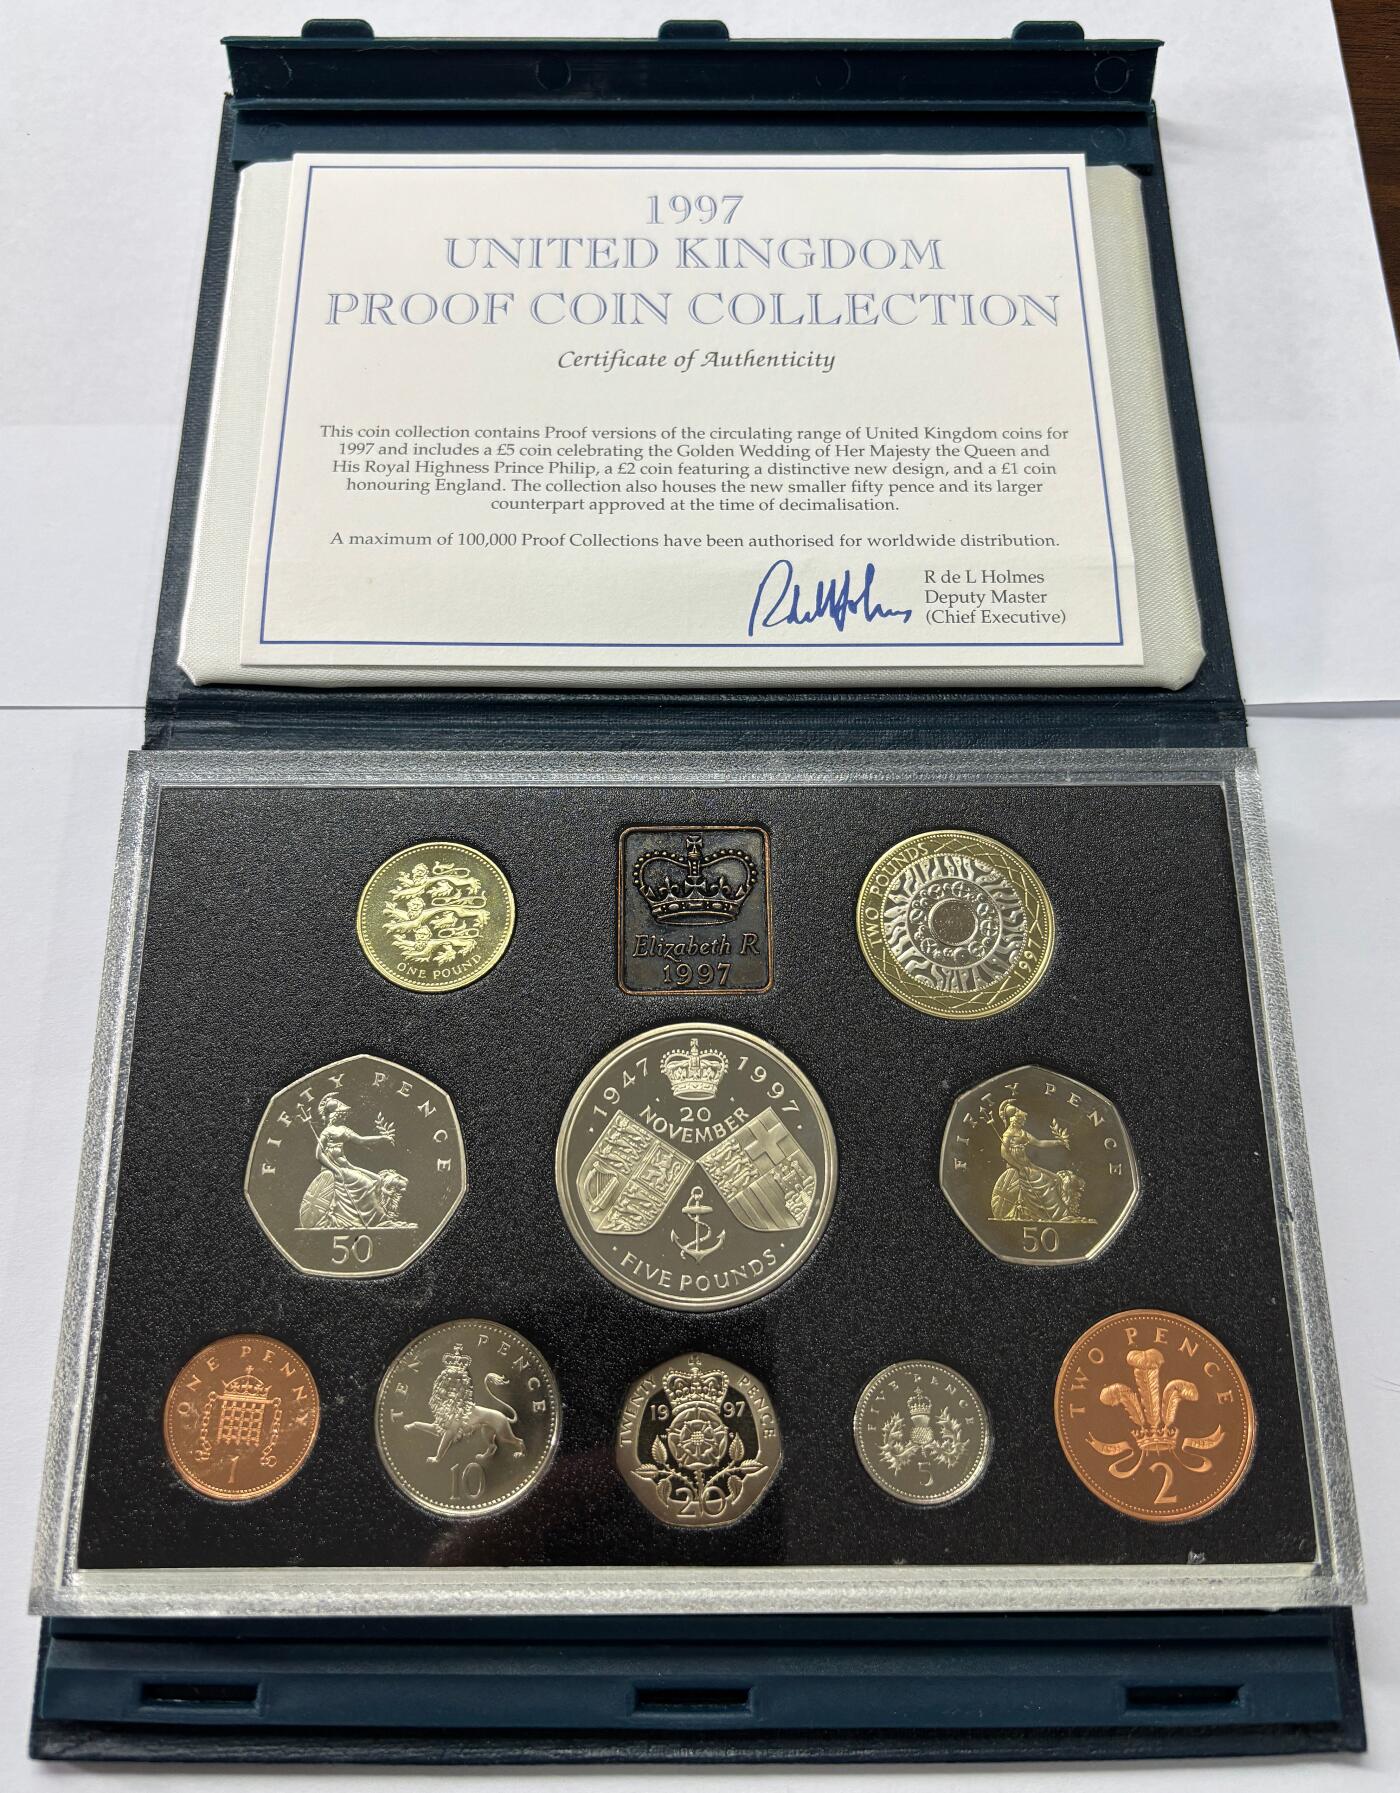 1997
UNITED KINGDOM
PROOF COIN COLLECTION
Certificate of Authenticity
This coin collection contains Proof versions of the circulating range of United Kingdom coins for
1997 and includes a £5 coin celebrating the Golden Wedding of Her Majesty the Queen and
His Royal Highness Prince Philip, a £2 coin featuring a distinctive new design, and a £1 coin
honouring England. The collection also houses the new smaller fifty pence and its larger
counterpart approved at the time of decimalisation.
A maximum of 100,000 Proof Collections have been authorised for worldwide distribution.
R de L Holmes
Deputy Master
(Chief Executive)
ONE POUND
Elizabeth R
1997
TWO POUNDS
1997
FIFTY PENCE
50
· 1947
1997 ·
· 20 ·
NOVEMBER
· FIVE POUNDS ·
FIFTY PENCE
50
ONE PENNY
1
TEN PENCE
10
TWENTY PENCE
19 97
20
FIVE PENCE
5
TWO PENCE
2